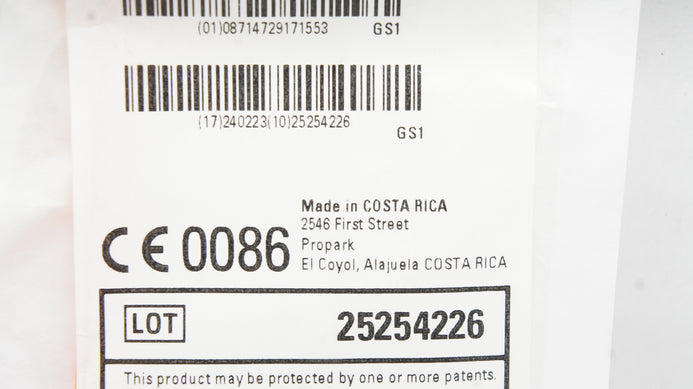 (01)08714729171553
GS1
(17)240223(10)25254226
GS1
Made in COSTA RICA
2546 First Street
Propark
El Coyol, Alajuela COSTA RICA
CE 0086
LOT 25254226
This product may be protected by one or more patents.